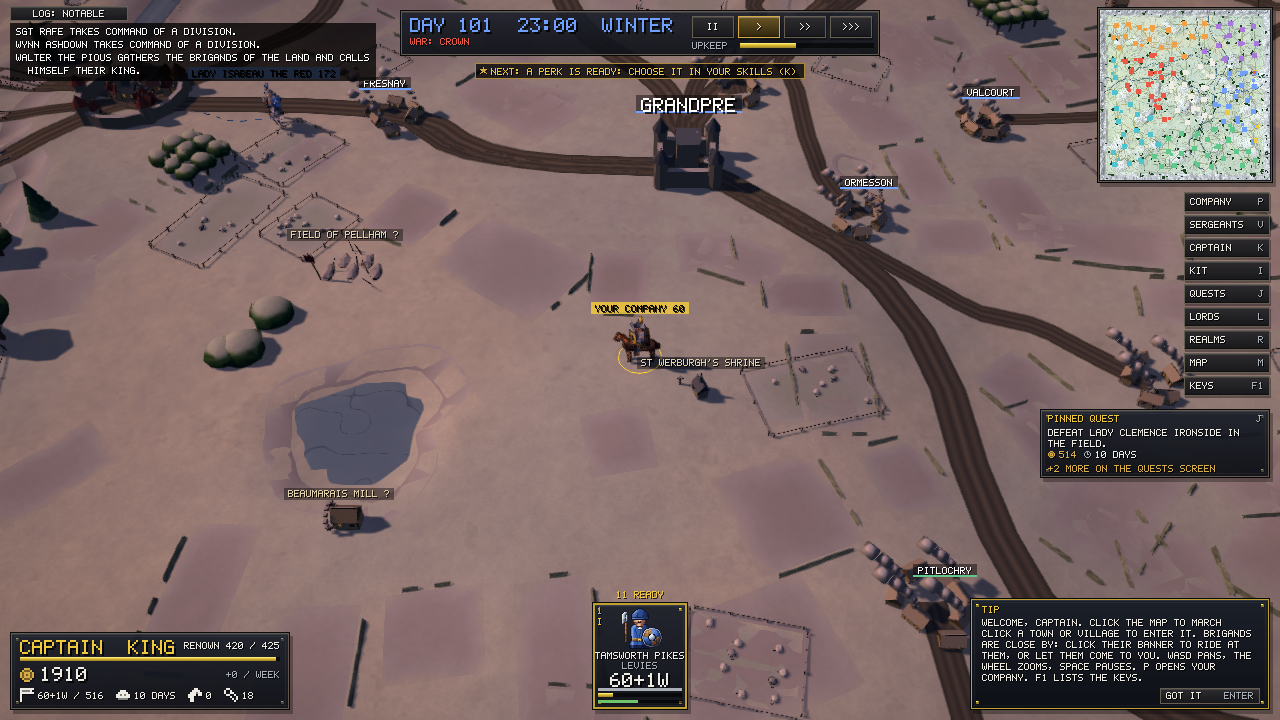 LOG: NOTABLE
SGT RAFE TAKES COMMAND OF A DIVISION.
WYNN ASHDOWN TAKES COMMAND OF A DIVISION.
WALTER THE PIOUS GATHERS THE BRIGANDS OF THE LAND AND CALLS
HIMSELF THEIR KING.
LADY ISABEAU THE RED 172
DAY 101 23:00 WINTER
WAR: CROWN
II > >> >>>
UPKEEP
NEXT: A PERK IS READY: CHOOSE IT IN YOUR SKILLS (K)
FRESNAY
GRANDPRE
VALCOURT
ORMESSON
FIELD OF PELLHAM ?
YOUR COMPANY 60
ST WERBURGH'S SHRINE
BEAUMARAIS MILL ?
PITLOCHRY
COMPANY P
SERGEANTS V
CAPTAIN K
KIT I
QUESTS J
LORDS L
REALMS R
MAP M
KEYS F1
PINNED QUEST J
DEFEAT LADY CLEMENCE IRONSIDE IN
THE FIELD.
514 10 DAYS
+2 MORE ON THE QUESTS SCREEN
TIP
WELCOME, CAPTAIN. CLICK THE MAP TO MARCH
CLICK A TOWN OR VILLAGE TO ENTER IT. BRIGANDS
ARE CLOSE BY: CLICK THEIR BANNER TO RIDE AT
THEM, OR LET THEM COME TO YOU. WASD PANS, THE
WHEEL ZOOMS, SPACE PAUSES. P OPENS YOUR
COMPANY. F1 LISTS THE KEYS.
GOT IT ENTER
11 READY
1
I
TAMSWORTH PIKES
LEVIES
60+1W
CAPTAIN KING RENOWN 420 / 425
1910 +0 / WEEK
60+1W / 516 10 DAYS 0 18